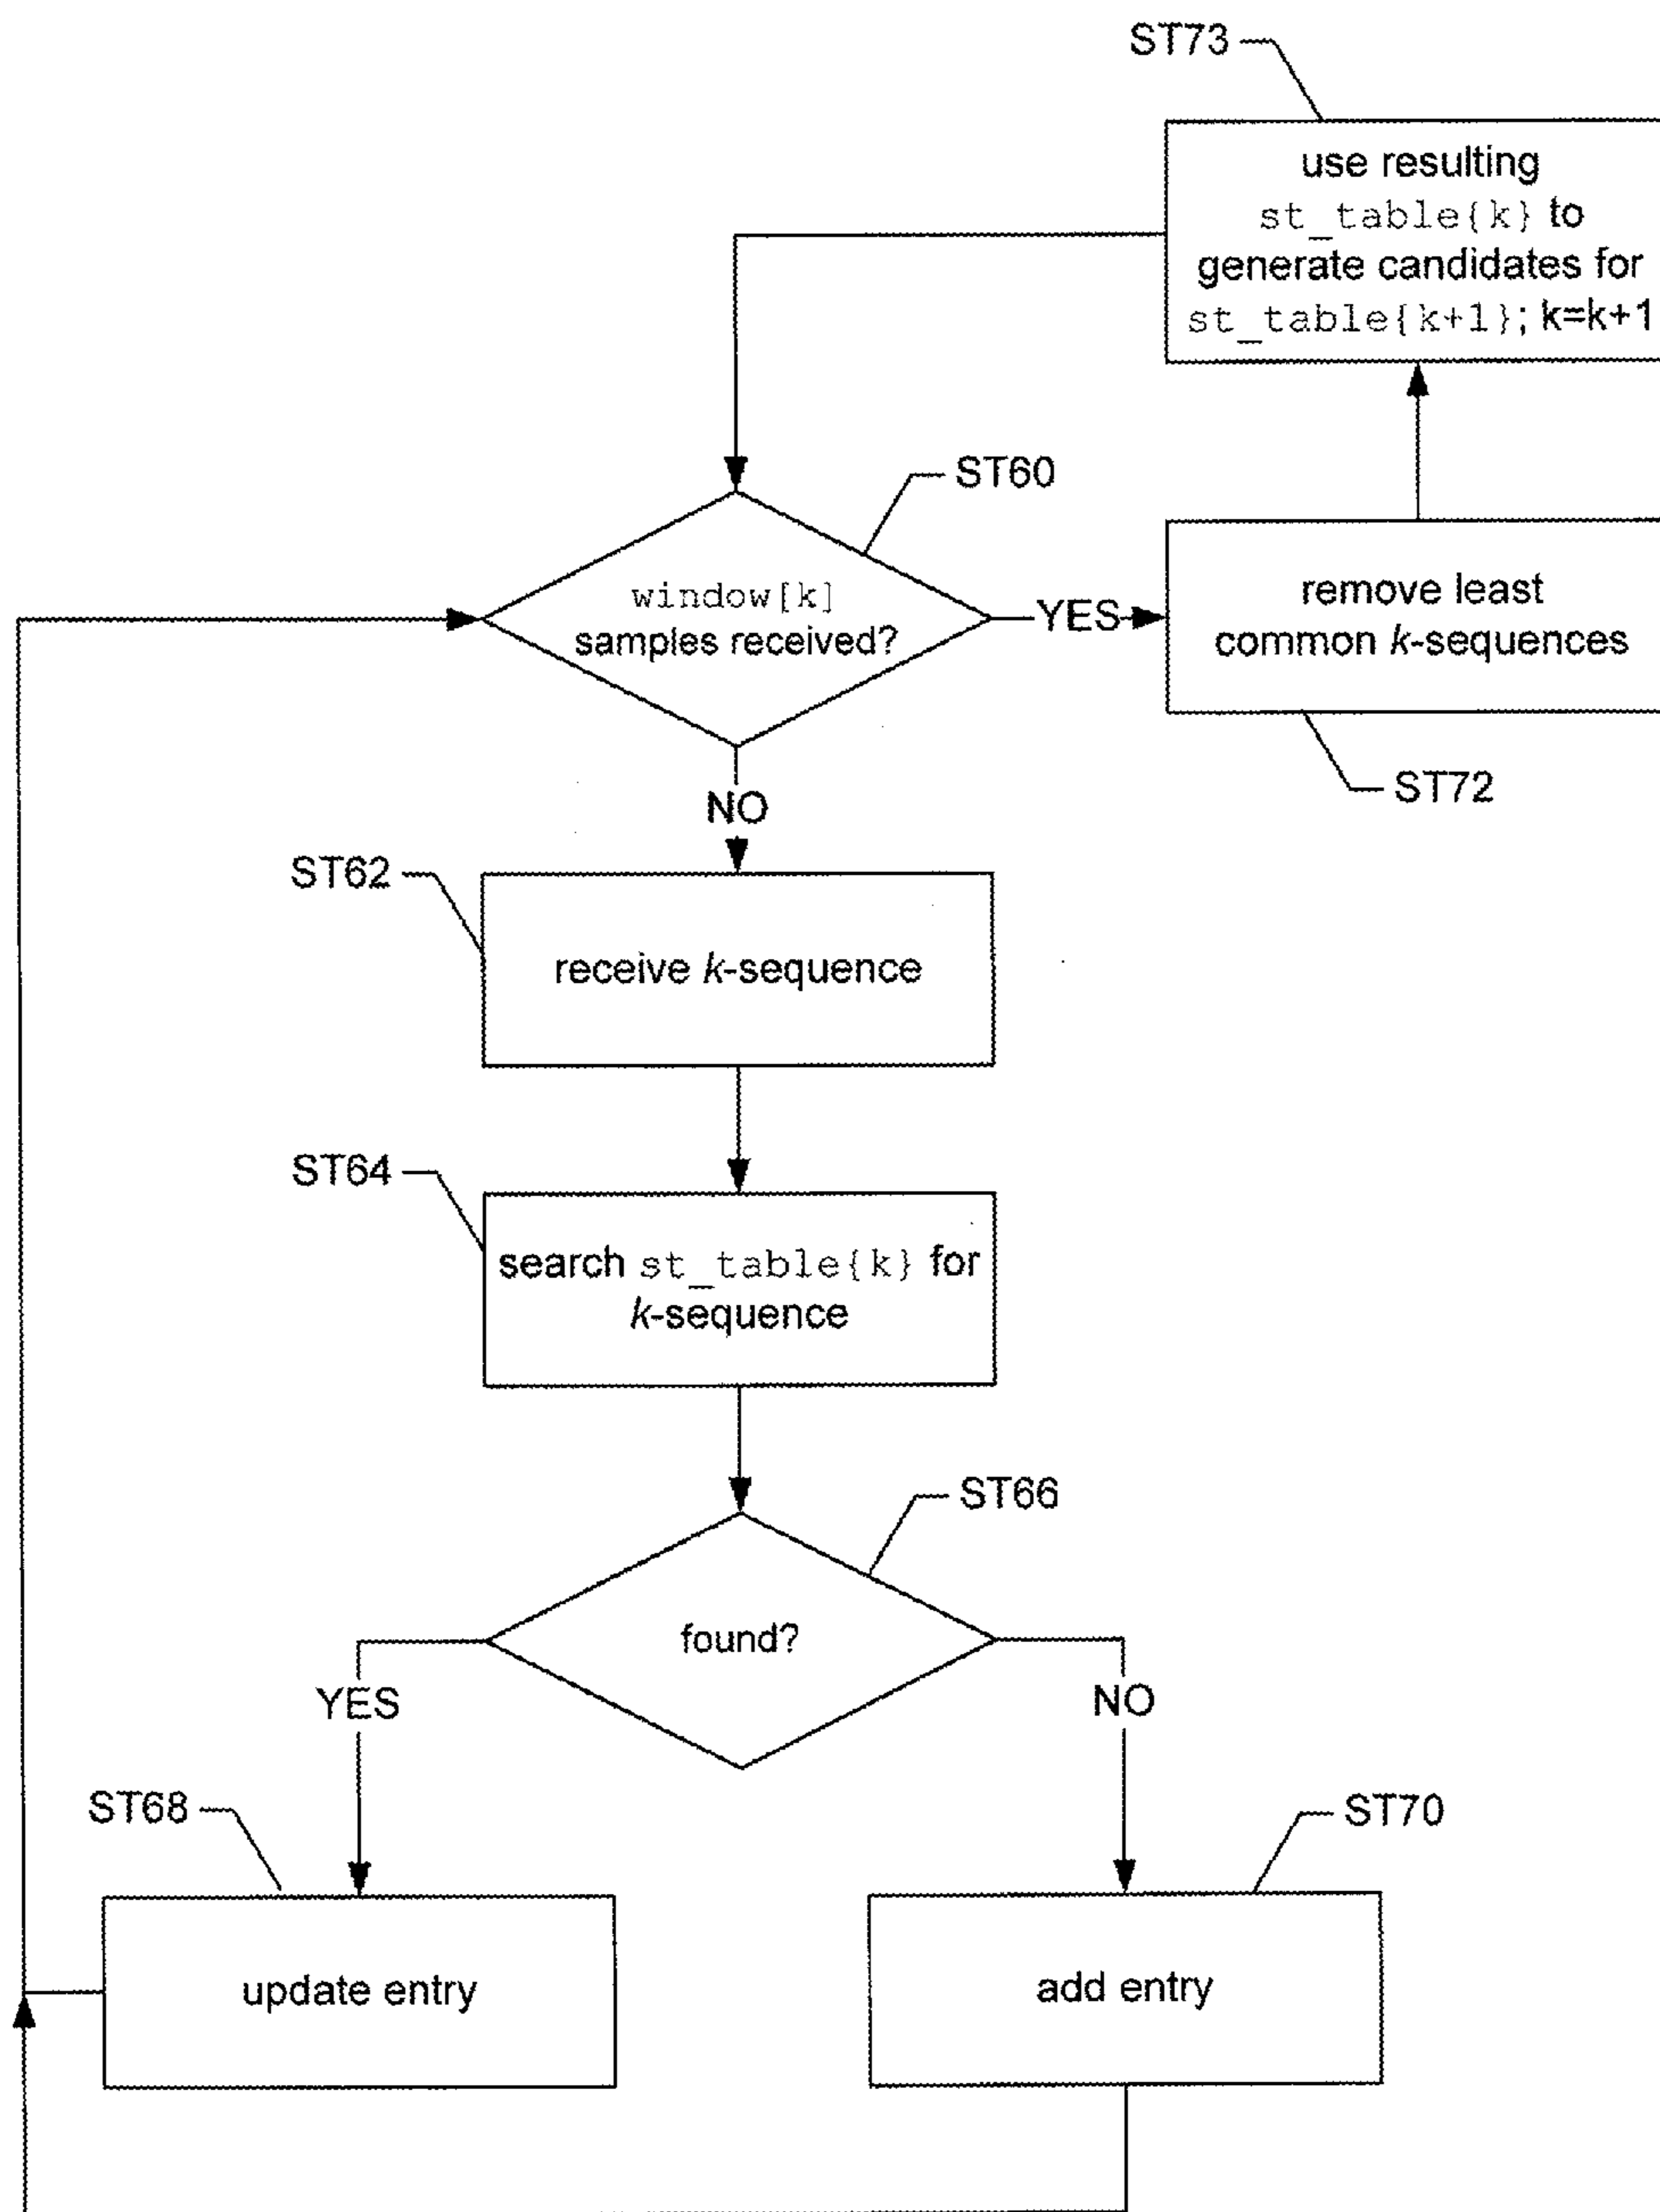 ST73
use resulting
st_table{k} to
generate candidates for
st_table{k+1}; k=k+1
ST60
window[k]
samples received?
YES
remove least
common k-sequences
ST72
NO
ST62
receive k-sequence
ST64
search st_table{k} for
k-sequence
ST66
found?
YES
NO
ST68
ST70
update entry
add entry